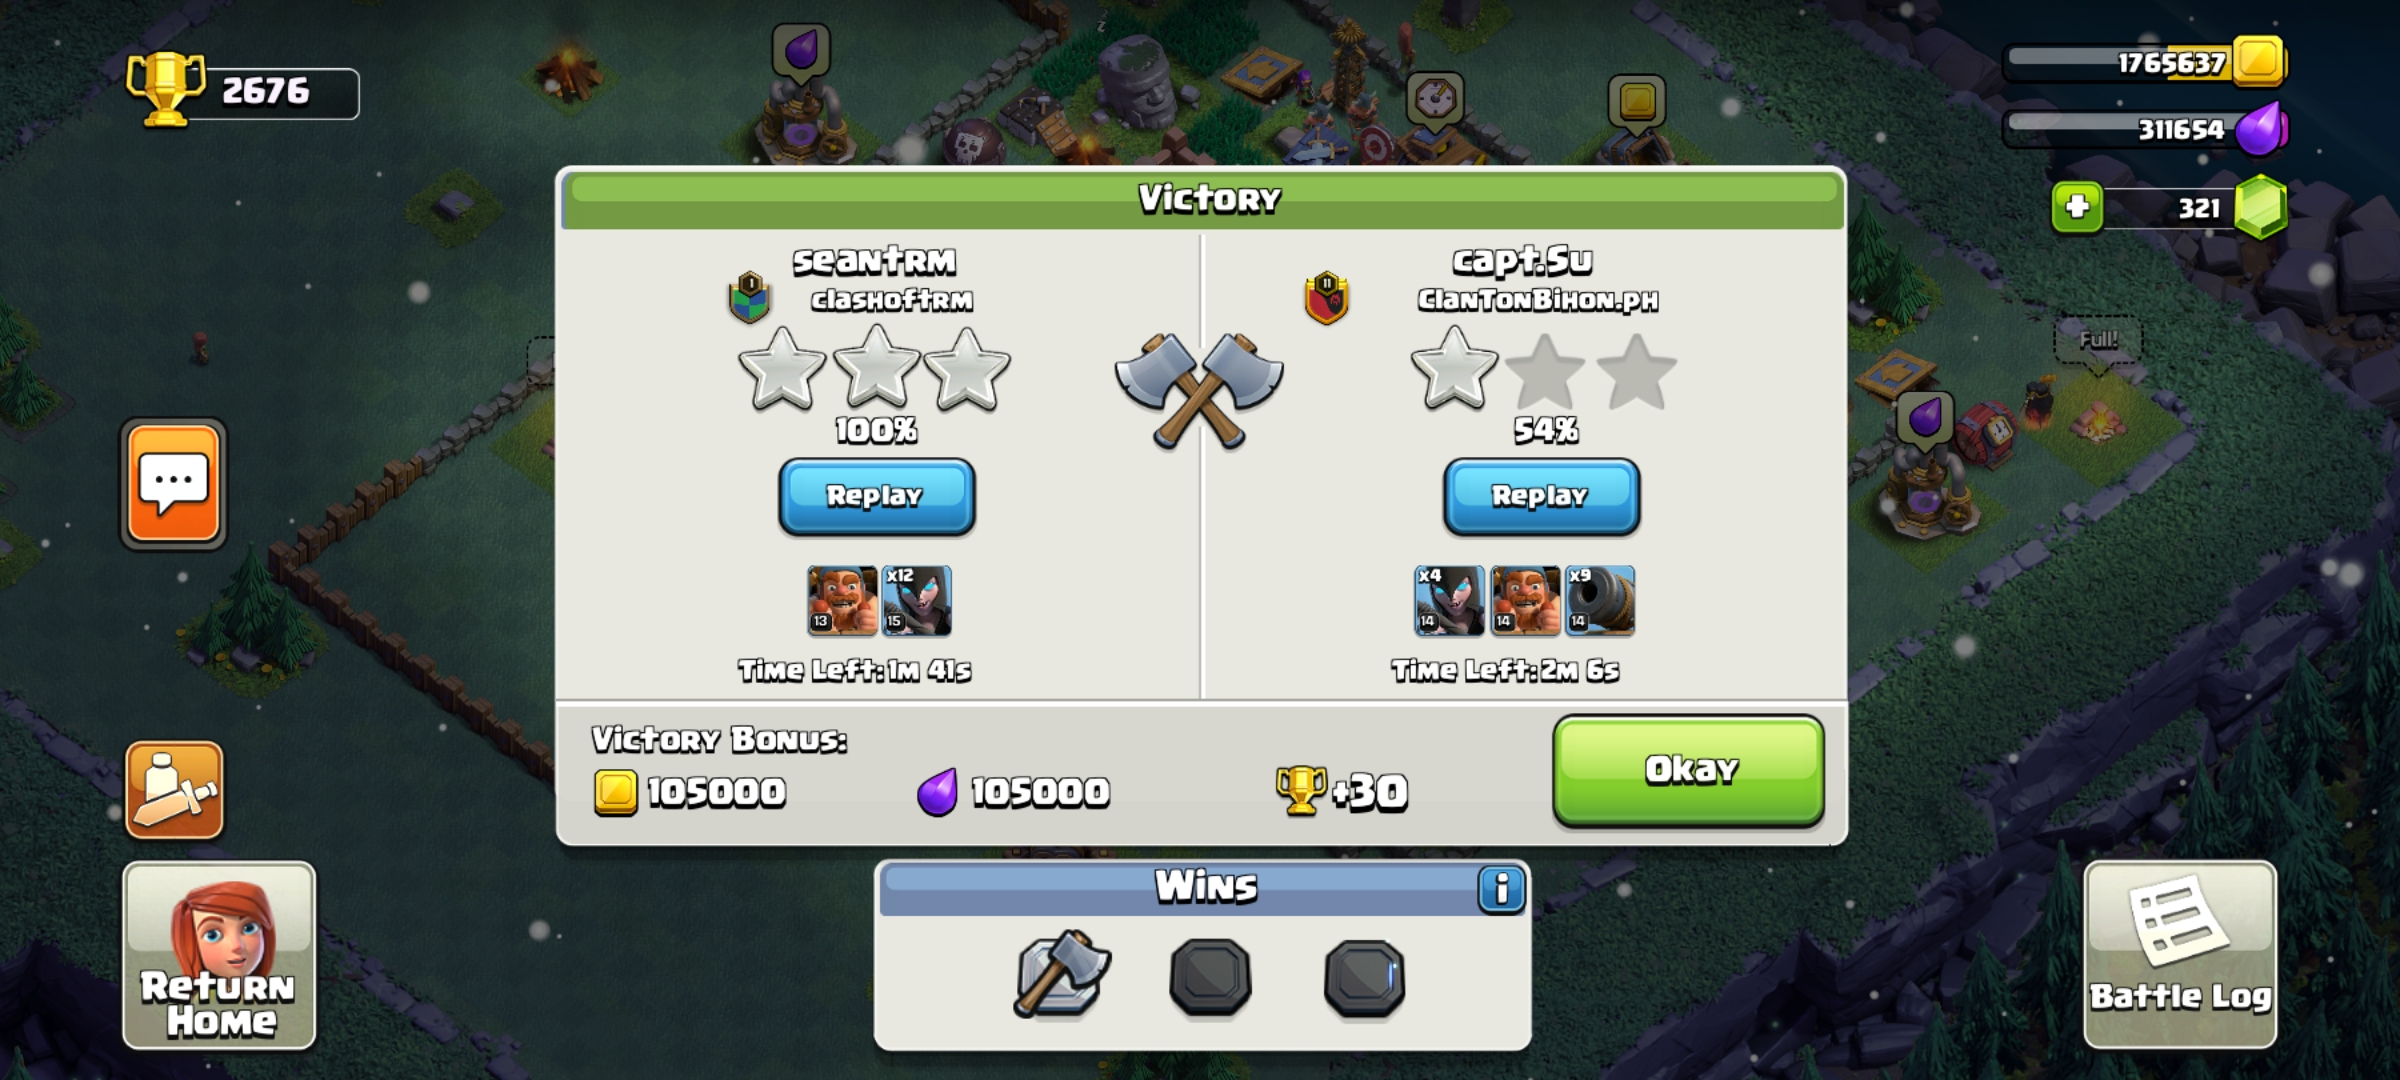 2676
1765637
311654
321
Victory
seantrm
clashoftrm
1
100%
Replay
13
x12
15
Time Left:1m 41s
capt.Su
ClanTonBihon.ph
11
54%
Replay
x4
14
14
x9
14
Time Left:2m 6s
Full!
Victory Bonus:
105000
105000
+30
Okay
Wins
i
Return
Home
Battle Log